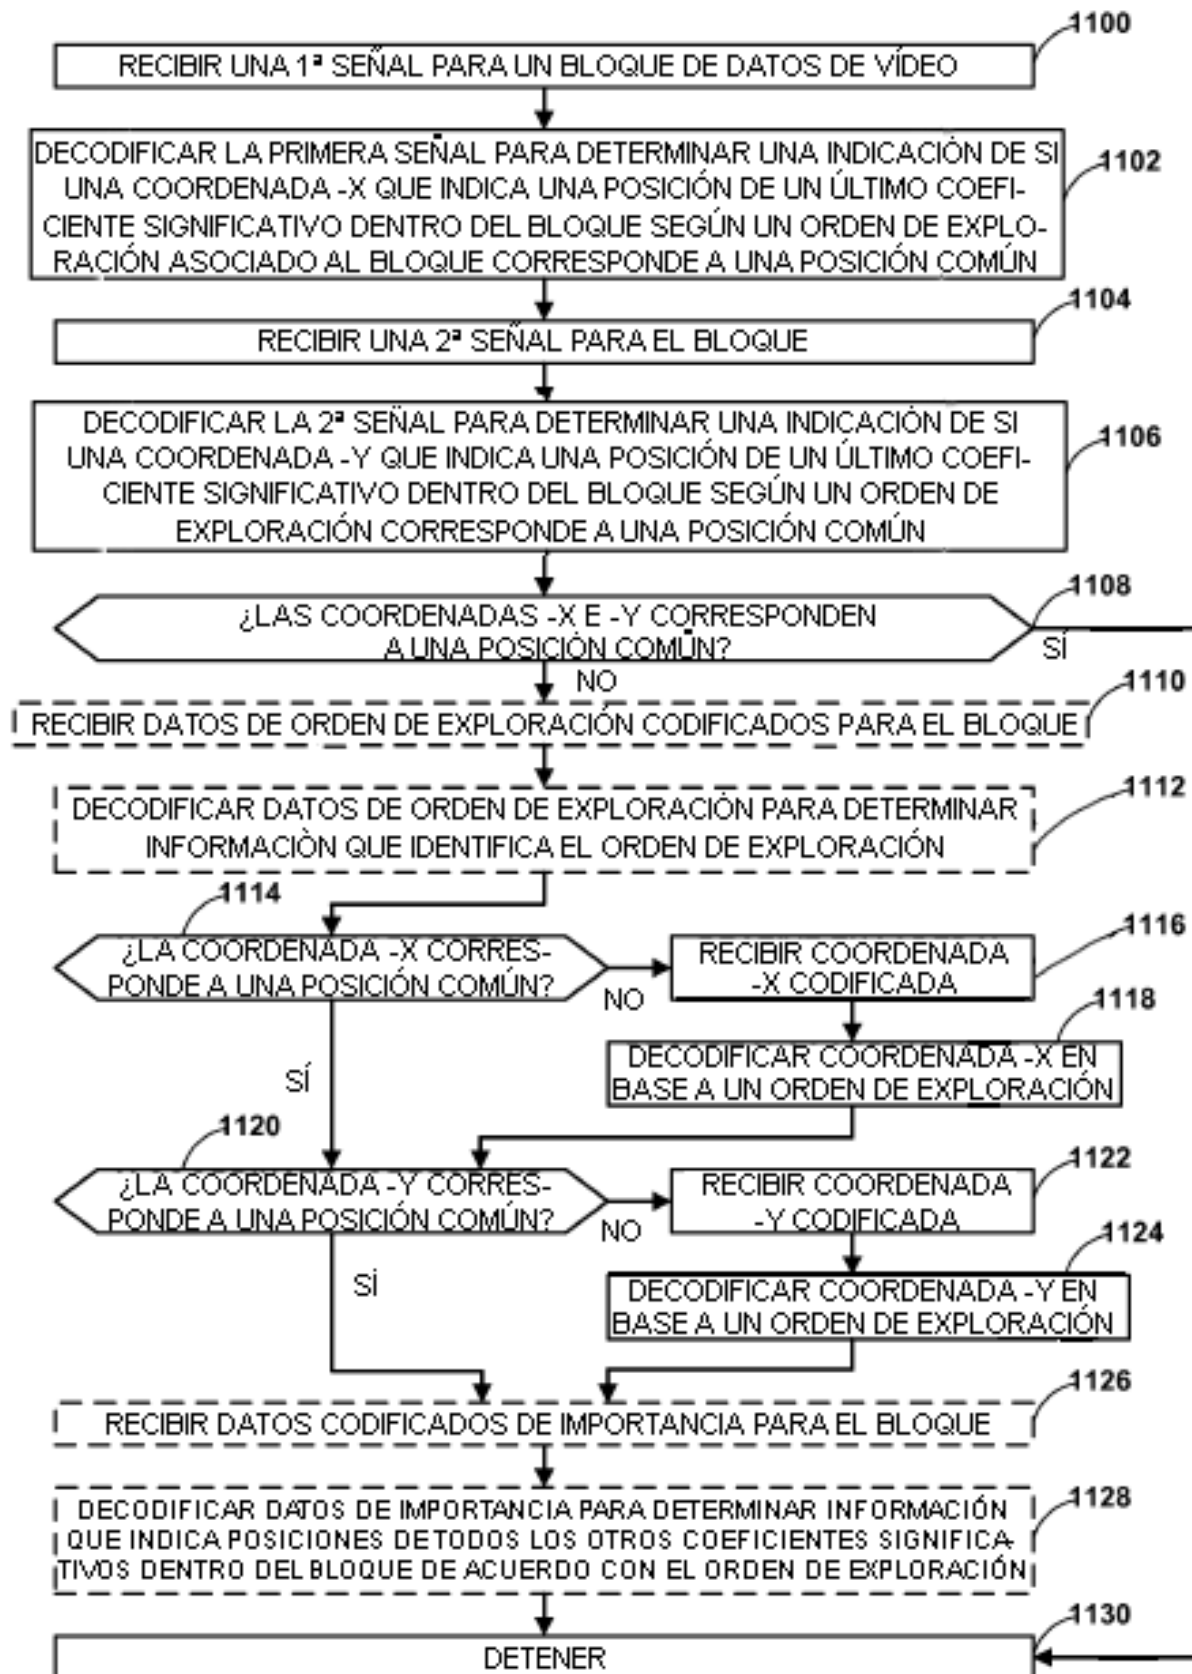 1100
RECIBIR UNA 1ª SEÑAL PARA UN BLOQUE DE DATOS DE VÍDEO
DECODIFICAR LA PRIMERA SEÑAL PARA DETERMINAR UNA INDICACIÓN DE SI
UNA COORDENADA -X QUE INDICA UNA POSICIÓN DE UN ÚLTIMO COEFI-
CIENTE SIGNIFICATIVO DENTRO DEL BLOQUE SEGÚN UN ORDEN DE EXPLO-
RACIÓN ASOCIADO AL BLOQUE CORRESPONDE A UNA POSICIÓN COMÚN
1102
1104
RECIBIR UNA 2ª SEÑAL PARA EL BLOQUE
DECODIFICAR LA 2ª SEÑAL PARA DETERMINAR UNA INDICACIÓN DE SI
UNA COORDENADA -Y QUE INDICA UNA POSICIÓN DE UN ÚLTIMO COEFI-
CIENTE SIGNIFICATIVO DENTRO DEL BLOQUE SEGÚN UN ORDEN DE
EXPLORACIÓN CORRESPONDE A UNA POSICIÓN COMÚN
1106
1108
¿LAS COORDENADAS -X E -Y CORRESPONDEN
A UNA POSICIÓN COMÚN?
SÍ
NO
1110
RECIBIR DATOS DE ORDEN DE EXPLORACIÓN CODIFICADOS PARA EL BLOQUE
1112
DECODIFICAR DATOS DE ORDEN DE EXPLORACIÓN PARA DETERMINAR
INFORMACIÒN QUE IDENTIFICA EL ORDEN DE EXPLORACIÓN
1114
¿LA COORDENADA -X CORRES-
PONDE A UNA POSICIÓN COMÚN?
NO
1116
RECIBIR COORDENADA
-X CODIFICADA
1118
DECODIFICAR COORDENADA -X EN
BASE A UN ORDEN DE EXPLORACIÓN
SÍ
1120
¿LA COORDENADA -Y CORRES-
PONDE A UNA POSICIÓN COMÚN?
NO
1122
RECIBIR COORDENADA
-Y CODIFICADA
1124
DECODIFICAR COORDENADA -Y EN
BASE A UN ORDEN DE EXPLORACIÓN
SÍ
1126
RECIBIR DATOS CODIFICADOS DE IMPORTANCIA PARA EL BLOQUE
1128
DECODIFICAR DATOS DE IMPORTANCIA PARA DETERMINAR INFORMACIÓN
QUE INDICA POSICIONES DETODOS LOS OTROS COEFICIENTES SIGNIFICA-
TIVOS DENTRO DEL BLOQUE DE ACUERDO CON EL ORDEN DE EXPLORACIÓN
1130
DETENER